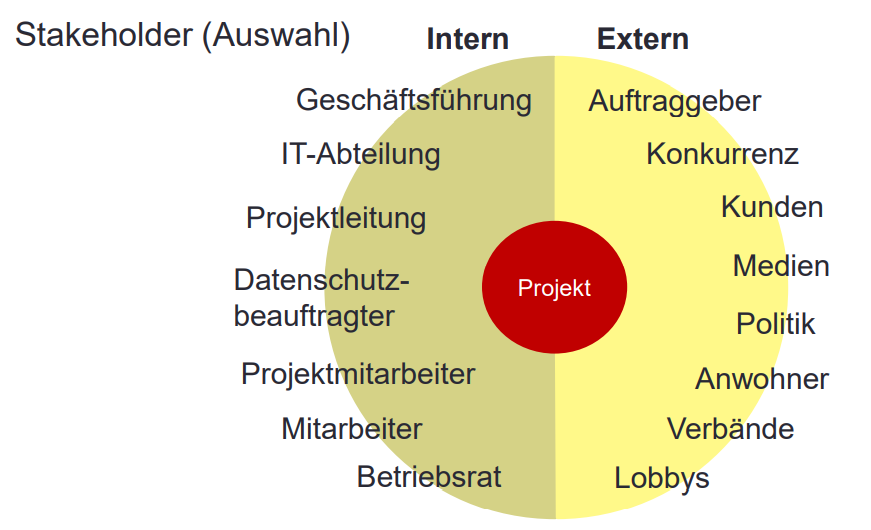 Stakeholder (Auswahl)
Intern
Extern
Geschäftsführung
IT-Abteilung
Projektleitung
Datenschutz-
beauftragter
Projektmitarbeiter
Mitarbeiter
Betriebsrat
Projekt
Auftraggeber
Konkurrenz
Kunden
Medien
Politik
Anwohner
Verbände
Lobbys